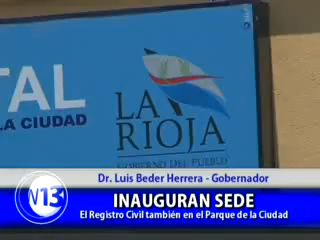 TAL
LA CIUDAD
LA
RIOJA
GOBIERNO DEL PUEBLO
Dr. Luis Beder Herrera - Gobernador
V13
INAUGURAN SEDE
El Registro Civil también en el Parque de la Ciudad